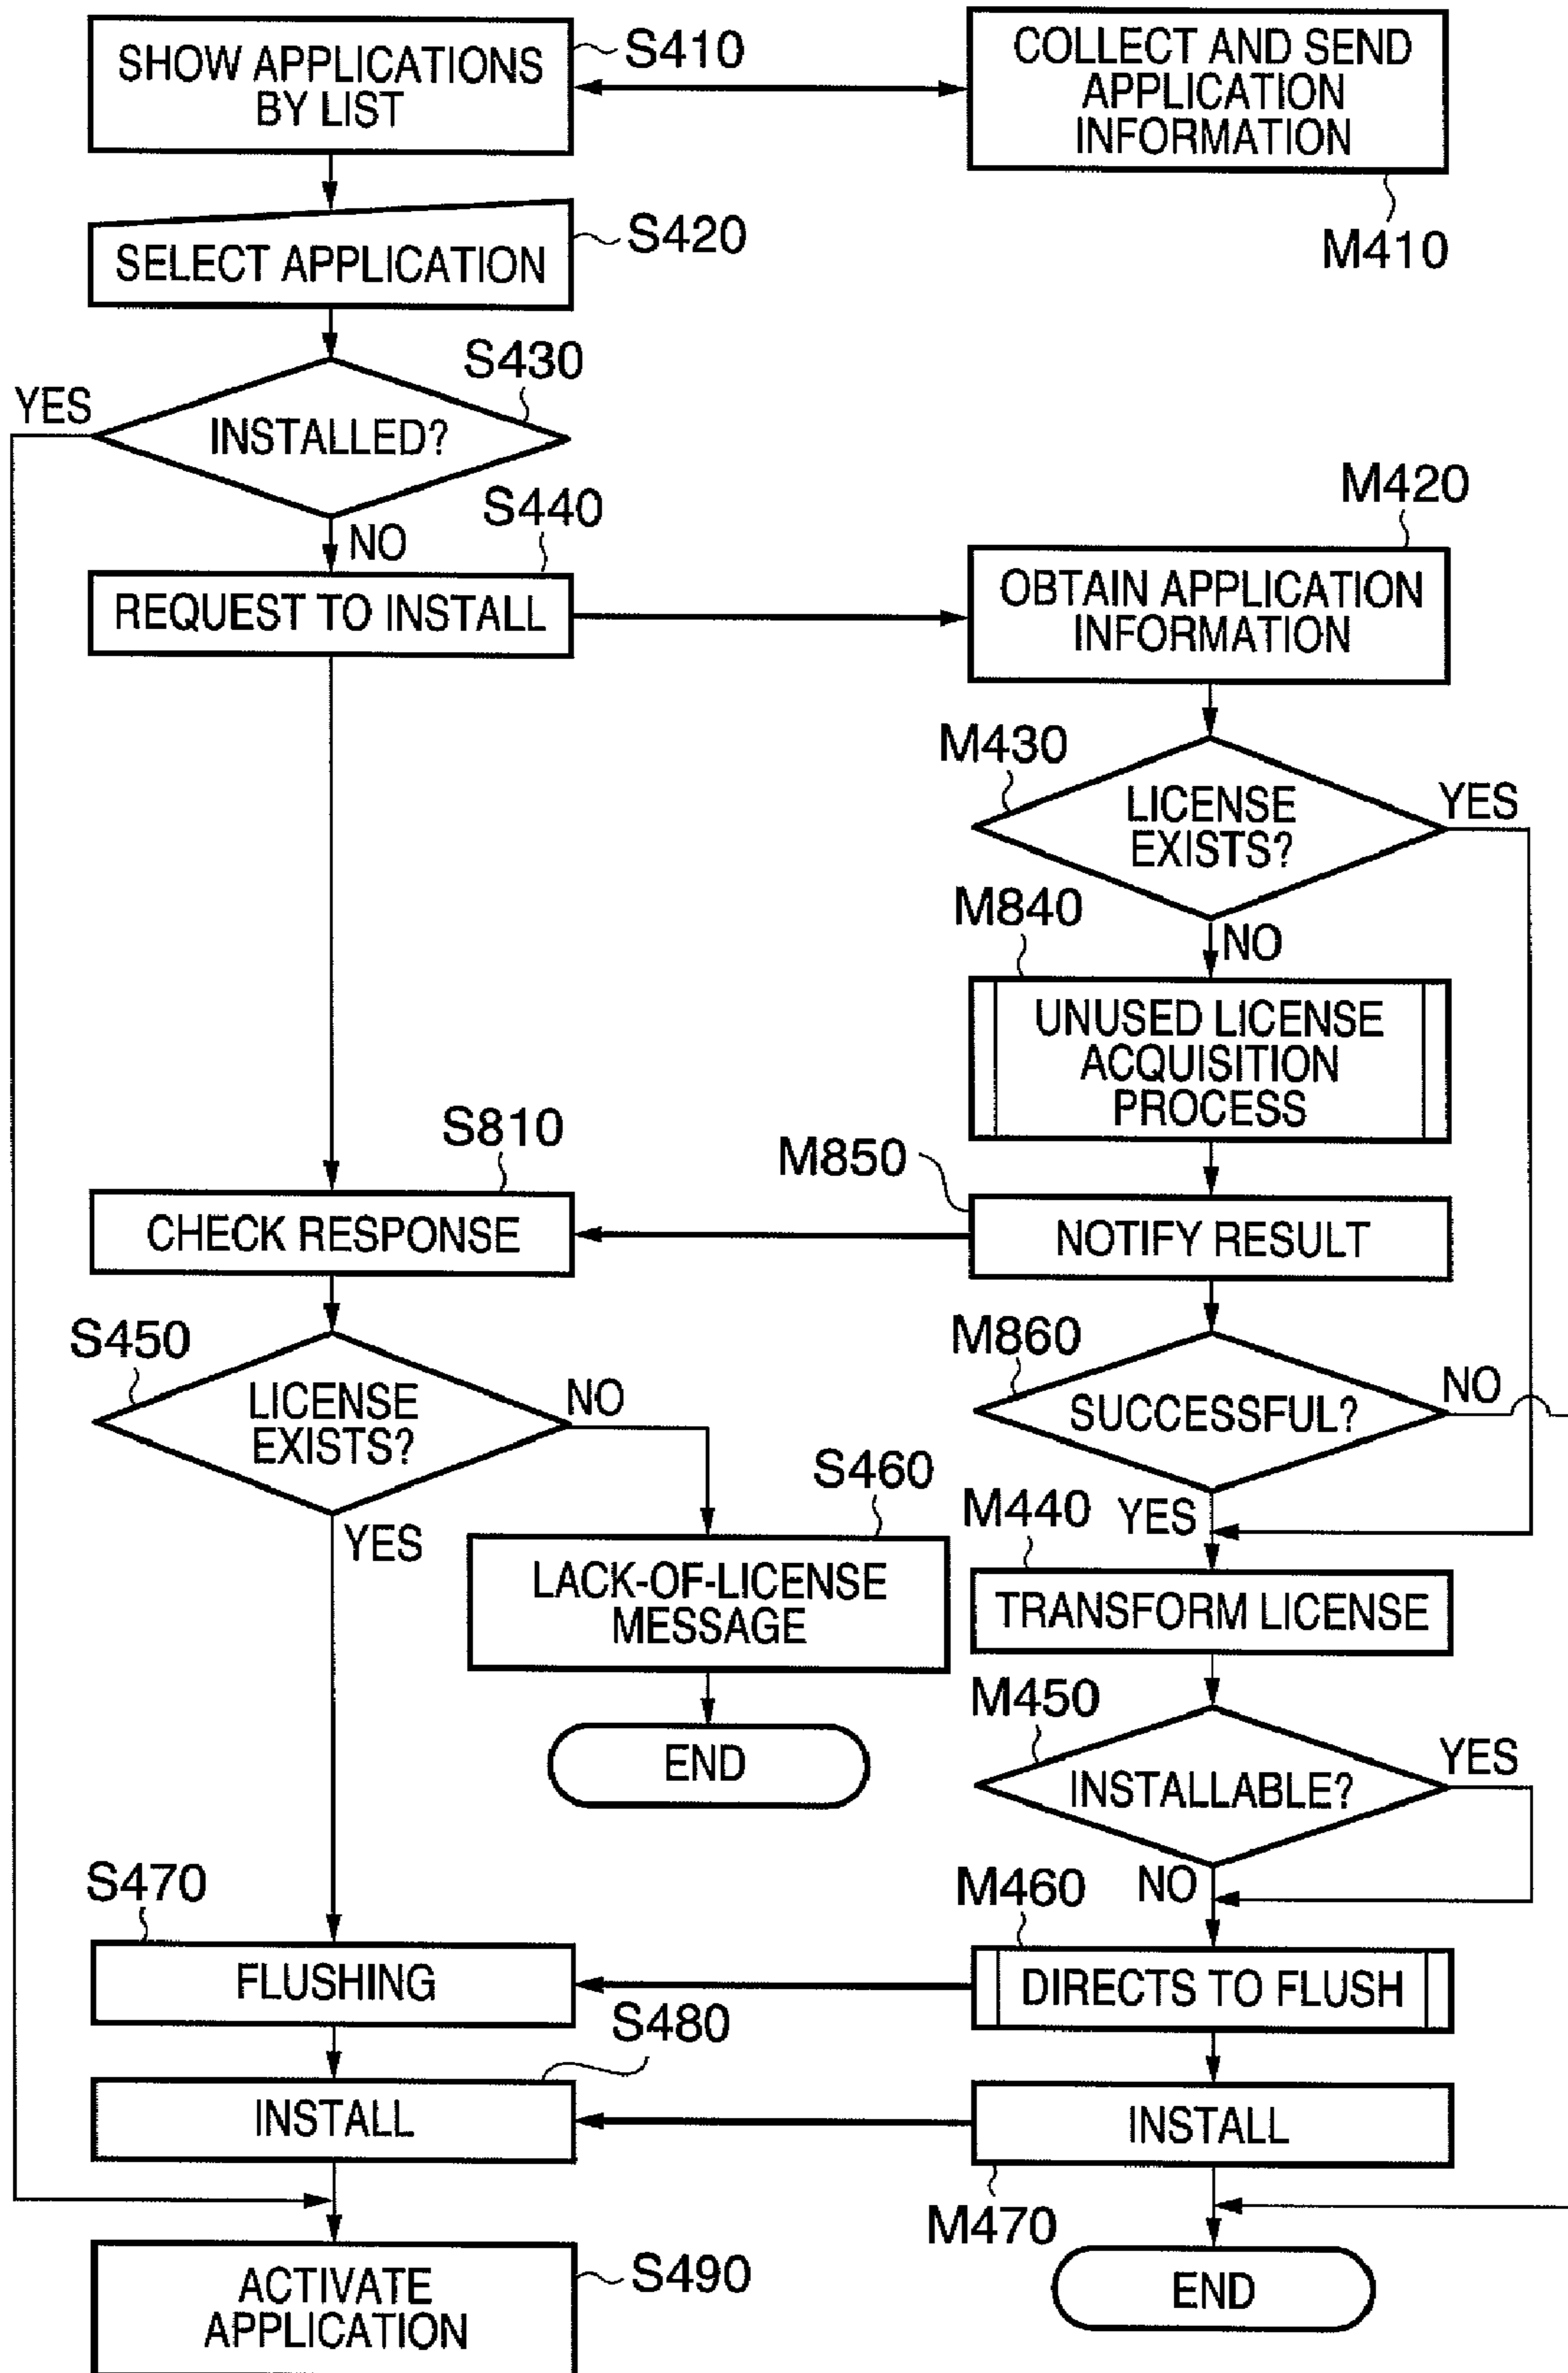 SHOW APPLICATIONS
BY LIST
S410
COLLECT AND SEND
APPLICATION
INFORMATION
M410
SELECT APPLICATION
S420
S430
YES
INSTALLED?
NO
S440
REQUEST TO INSTALL
M420
OBTAIN APPLICATION
INFORMATION
M430
LICENSE
EXISTS?
YES
NO
M840
UNUSED LICENSE
ACQUISITION
PROCESS
S810
CHECK RESPONSE
M850
NOTIFY RESULT
S450
LICENSE
EXISTS?
NO
YES
M860
SUCCESSFUL?
NO
YES
S460
LACK-OF-LICENSE
MESSAGE
END
M440
TRANSFORM LICENSE
M450
INSTALLABLE?
YES
NO
S470
FLUSHING
M460
DIRECTS TO FLUSH
S480
INSTALL
INSTALL
M470
ACTIVATE
APPLICATION
S490
END